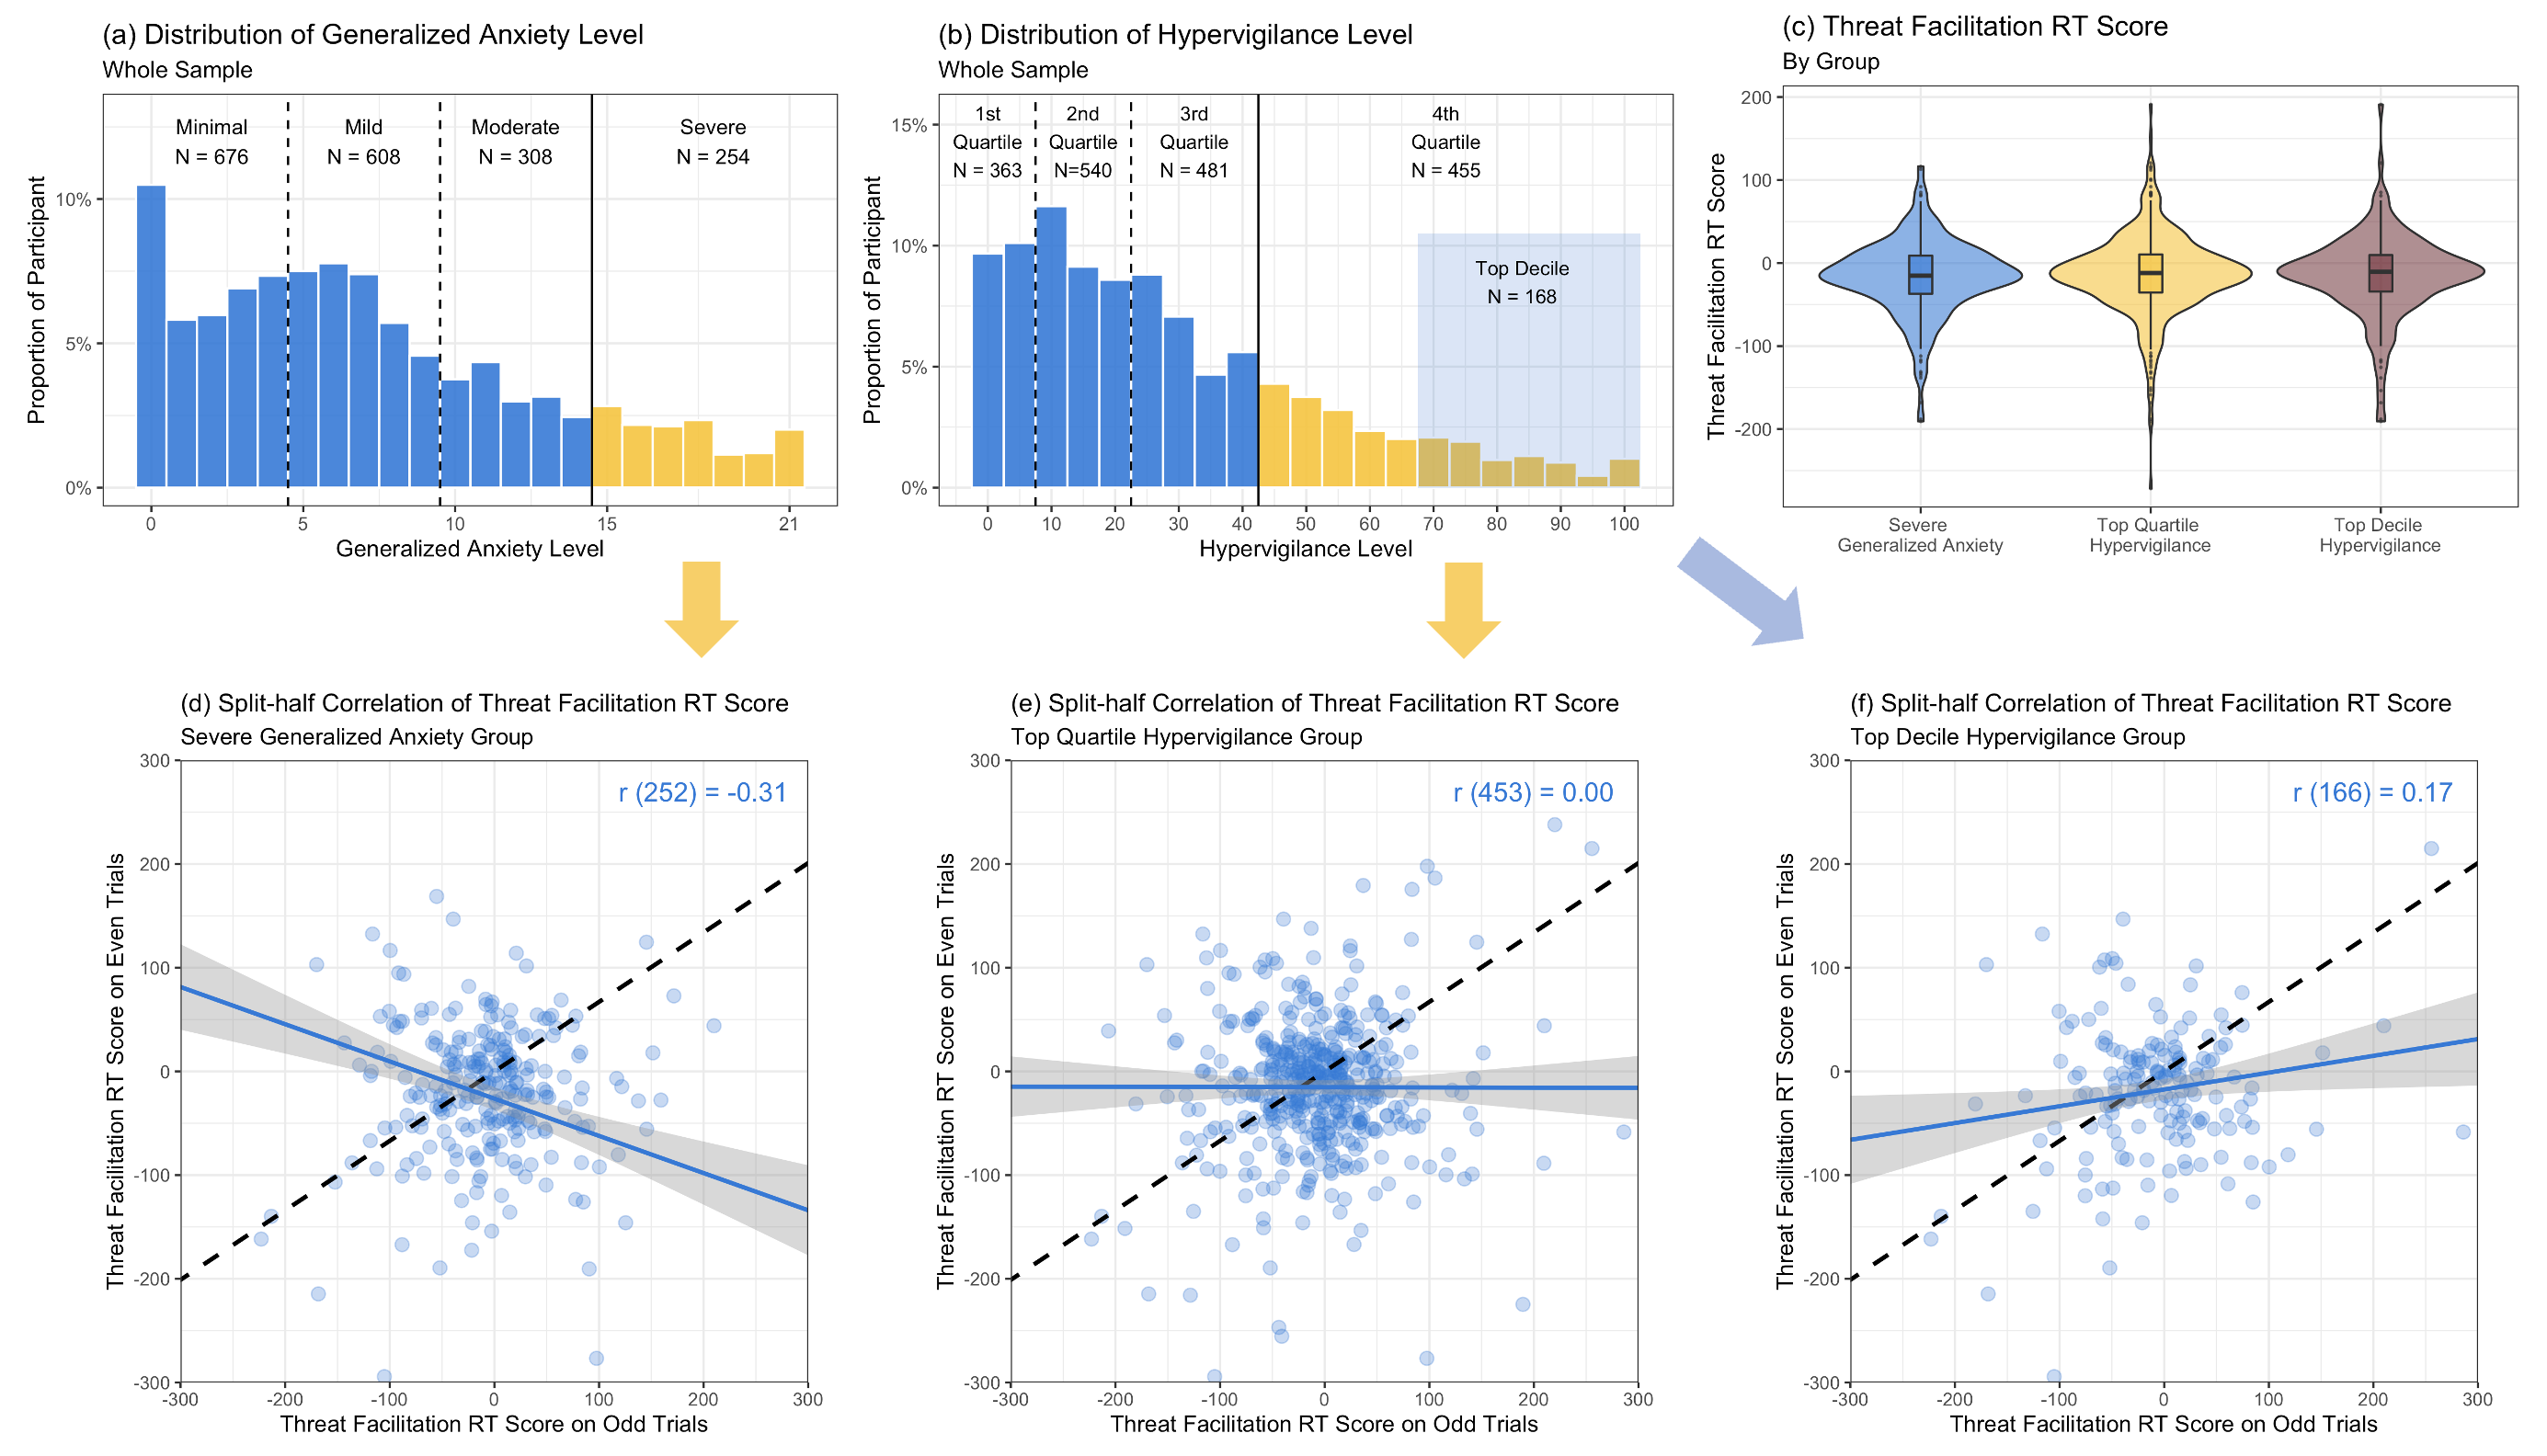 (a) Distribution of Generalized Anxiety Level
Whole Sample
Proportion of Participant
10%
5%
0%
Minimal
N = 676
Mild
N = 608
Moderate
N = 308
Severe
N = 254
0 5 10 15 21
Generalized Anxiety Level
(b) Distribution of Hypervigilance Level
Whole Sample
Proportion of Participant
15%
10%
5%
0%
1st
Quartile
N = 363
2nd
Quartile
N=540
3rd
Quartile
N = 481
4th
Quartile
N = 455
Top Decile
N = 168
0 10 20 30 40 50 60 70 80 90 100
Hypervigilance Level
(c) Threat Facilitation RT Score
By Group
Threat Facilitation RT Score
200
100
0
-100
-200
Severe
Generalized Anxiety
Top Quartile
Hypervigilance
Top Decile
Hypervigilance
(d) Split-half Correlation of Threat Facilitation RT Score
Severe Generalized Anxiety Group
Threat Facilitation RT Score on Even Trials
300
200
100
0
-100
-200
-300
r (252) = -0.31
-300 -200 -100 0 100 200 300
Threat Facilitation RT Score on Odd Trials
(e) Split-half Correlation of Threat Facilitation RT Score
Top Quartile Hypervigilance Group
Threat Facilitation RT Score on Even Trials
300
200
100
0
-100
-200
-300
r (453) = 0.00
-300 -200 -100 0 100 200 300
Threat Facilitation RT Score on Odd Trials
(f) Split-half Correlation of Threat Facilitation RT Score
Top Decile Hypervigilance Group
Threat Facilitation RT Score on Even Trials
300
200
100
0
-100
-200
-300
r (166) = 0.17
-300 -200 -100 0 100 200 300
Threat Facilitation RT Score on Odd Trials